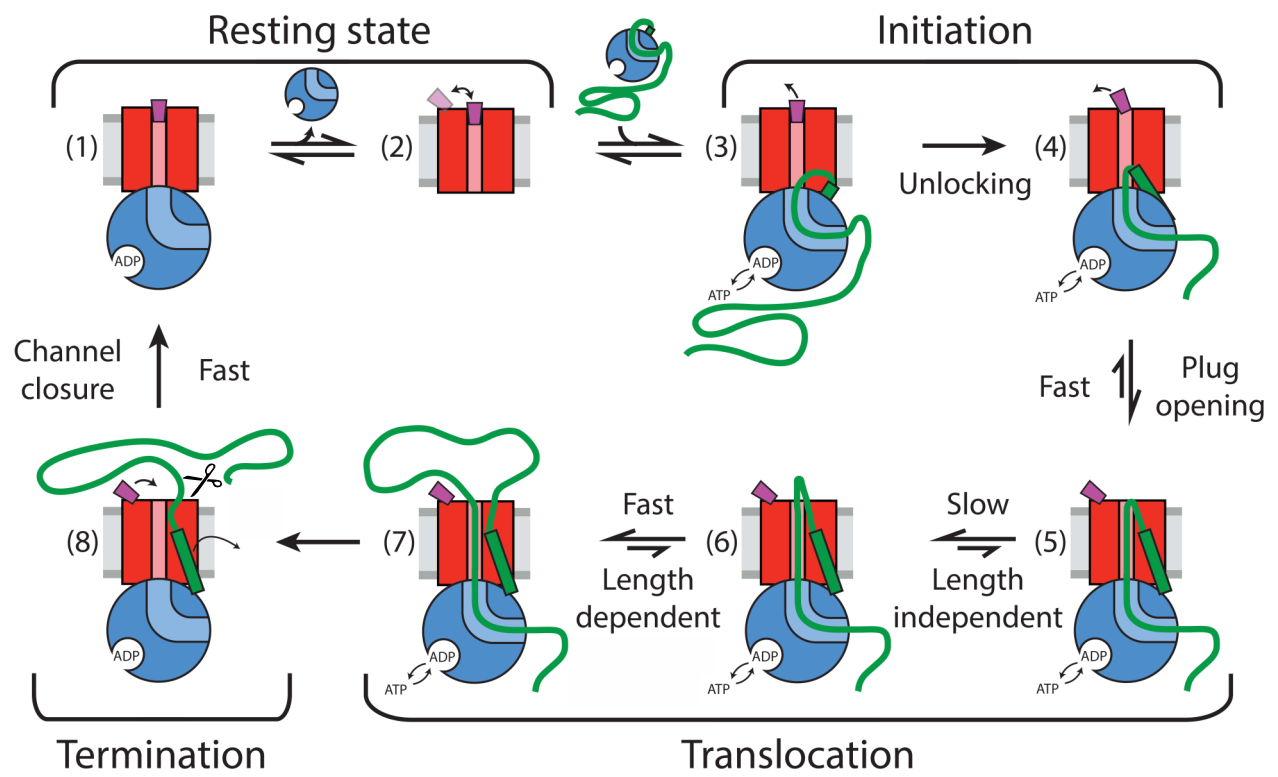 Resting state
Initiation
(1)
(2)
(3)
(4)
ADP
ADP
ATP
Unlocking
ADP
ATP
Channel
closure
Fast
Fast
Plug
opening
(8)
(7)
Fast
Length
dependent
(6)
Slow
Length
independent
(5)
ADP
ADP
ATP
ADP
ATP
ADP
ATP
Termination
Translocation